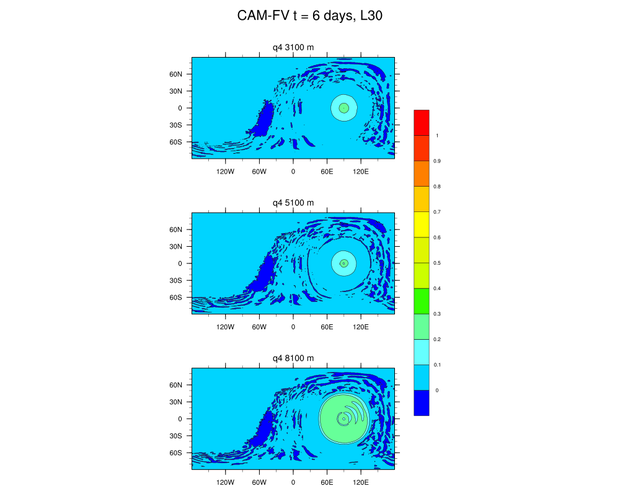 CAM-FV t = 6 days, L30
q4 3100 m
60N
30N
0
30S
60S
120W 60W 0 60E 120E
q4 5100 m
60N
30N
0
30S
60S
120W 60W 0 60E 120E
q4 8100 m
60N
30N
0
30S
60S
120W 60W 0 60E 120E
1
0.9
0.8
0.7
0.6
0.5
0.4
0.3
0.2
0.1
0